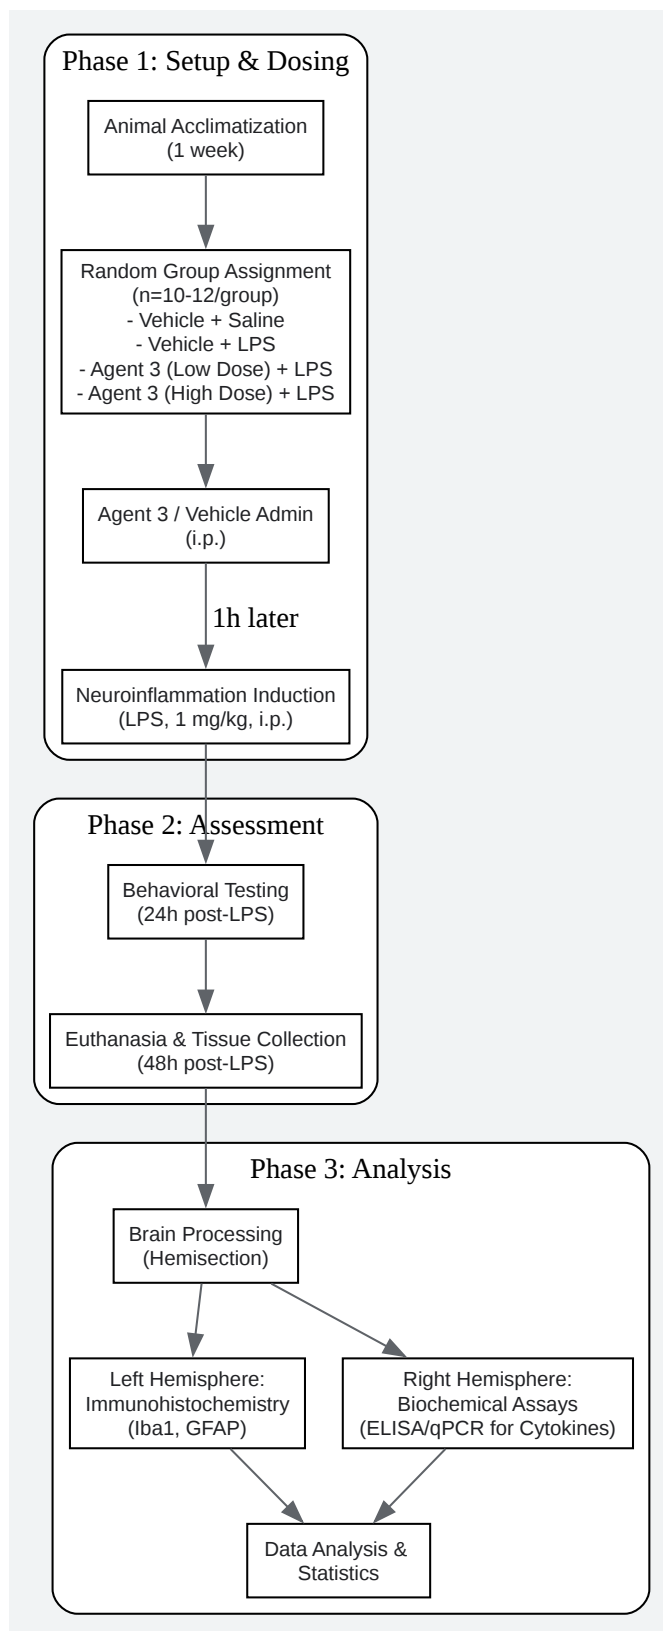 Phase 1: Setup & Dosing
Animal Acclimatization
(1 week)
Random Group Assignment
(n=10-12/group)
- Vehicle + Saline
- Vehicle + LPS
- Agent 3 (Low Dose) + LPS
- Agent 3 (High Dose) + LPS
Agent 3 / Vehicle Admin
(i.p.)
1h later
Neuroinflammation Induction
(LPS, 1 mg/kg, i.p.)
Phase 2: Assessment
Behavioral Testing
(24h post-LPS)
Euthanasia & Tissue Collection
(48h post-LPS)
Phase 3: Analysis
Brain Processing
(Hemisection)
Left Hemisphere:
Immunohistochemistry
(Iba1, GFAP)
Right Hemisphere:
Biochemical Assays
(ELISA/qPCR for Cytokines)
Data Analysis &
Statistics